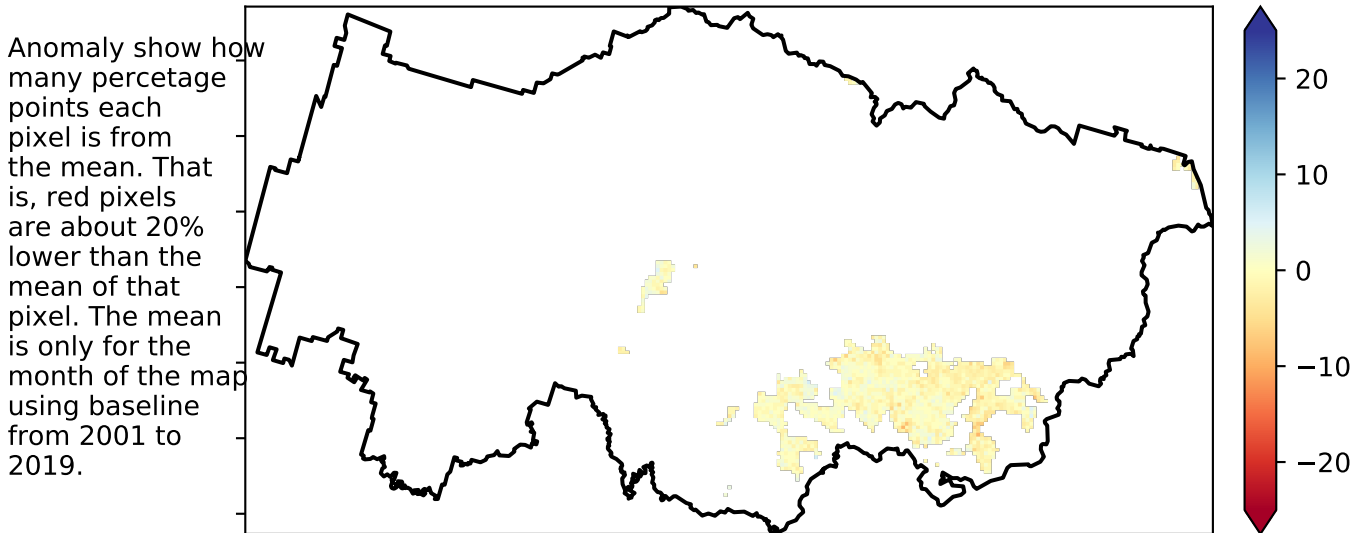 Anomaly show how
many percetage
points each
pixel is from
the mean. That
is, red pixels
are about 20%
lower than the
mean of that
pixel. The mean
is only for the
month of the map
using baseline
from 2001 to
2019.
20
10
0
−10
−20